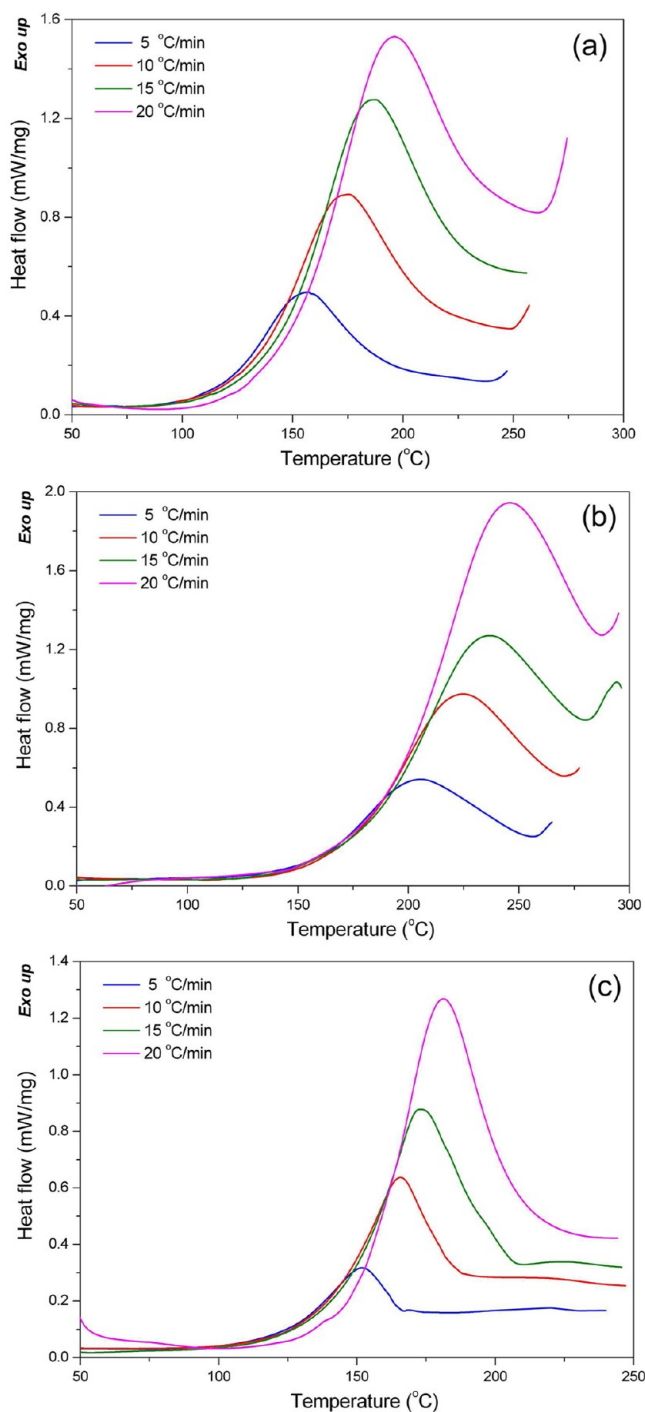 (a)
Exo up
5 °C/min
10 °C/min
15 °C/min
20 °C/min
Heat flow (mW/mg)
1.6
1.2
0.8
0.4
0.0
50 100 150 200 250 300
Temperature (°C)
(b)
Exo up
5 °C/min
10 °C/min
15 °C/min
20 °C/min
Heat flow (mW/mg)
2.0
1.6
1.2
0.8
0.4
0.0
50 100 150 200 250 300
Temperature (°C)
(c)
Exo up
5 °C/min
10 °C/min
15 °C/min
20 °C/min
Heat flow (mW/mg)
1.4
1.2
1.0
0.8
0.6
0.4
0.2
0.0
50 100 150 200 250
Temperature (°C)